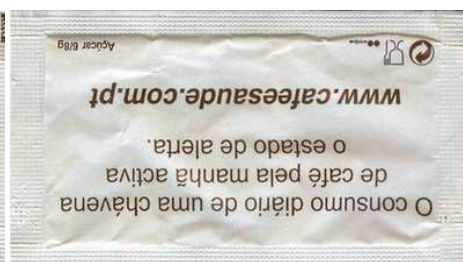 O consumo diário de uma chávena
de café pela manhã activa
o estado de alerta.
www.cafeesaude.com.pt
Açúcar 6/8g